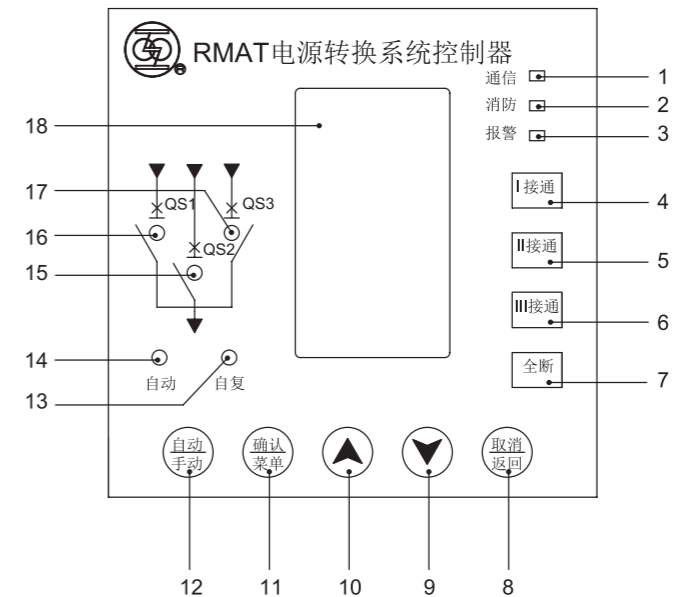 RMAT电源转换系统控制器
®
通信 1
消防 2
报警 3
18
17
QS1 QS3
I接通 4
16
QS2
II接通 5
15
III接通 6
14
全断 7
自动 自复
13
自动 确认 取消
手动 菜单 返回
12 11 10 9 8